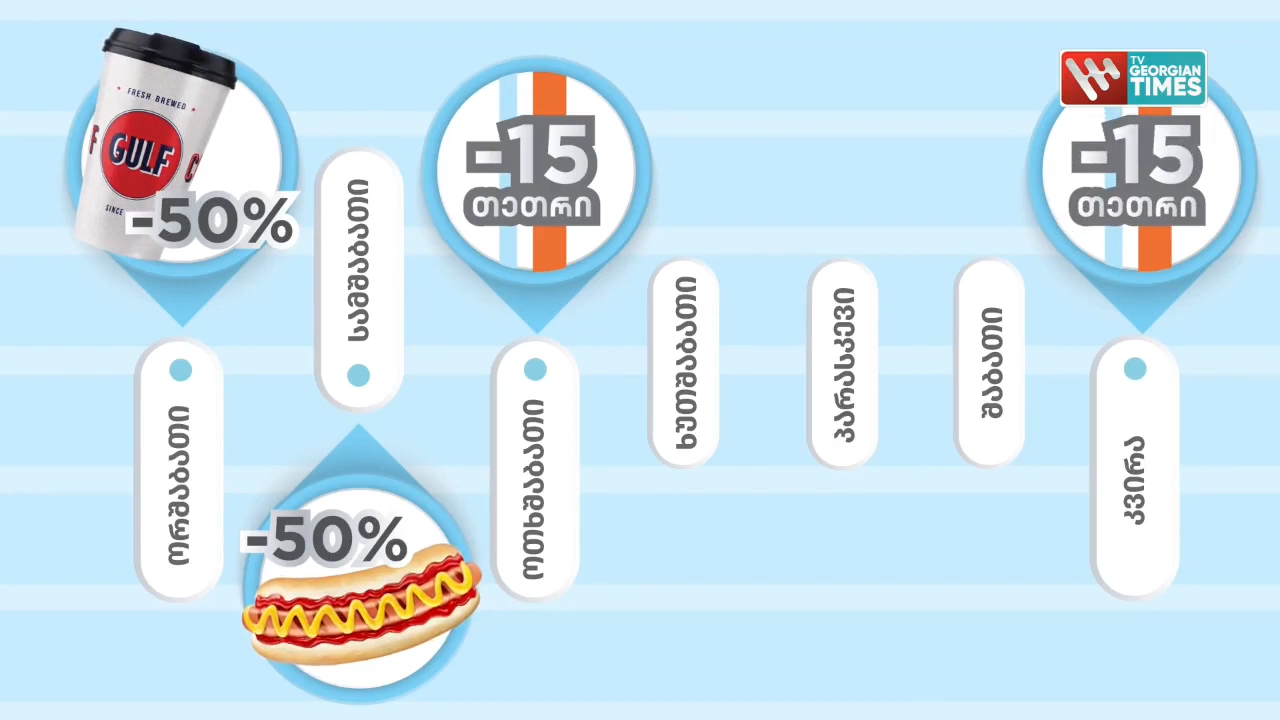 FRESH BREWED
F
GULF
C
SINCE
-50%
ორშაბათი
სამშაბათი
-50%
-15
თეთრი
ოთხშაბათი
ხუთშაბათი
პარასკევი
შაბათი
TV
GEORGIAN
TIMES
-15
თეთრი
კვირა